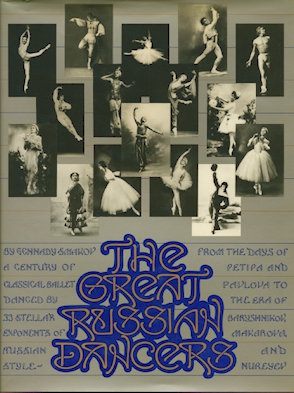 BY GENNADY SMAKOV
A CENTURY OF
CLASSICAL BALLET
DANCED BY
33 STELLAR
EXPONENTS OF
RUSSIAN
STYLE–
THE
GREAT
RUSSIAN
DANCERS
FROM THE DAYS OF
PETIPA AND
PAVLOVA TO
THE ERA OF
BARYSHNIKOV,
MAKAROVA,
AND
NUREYEV